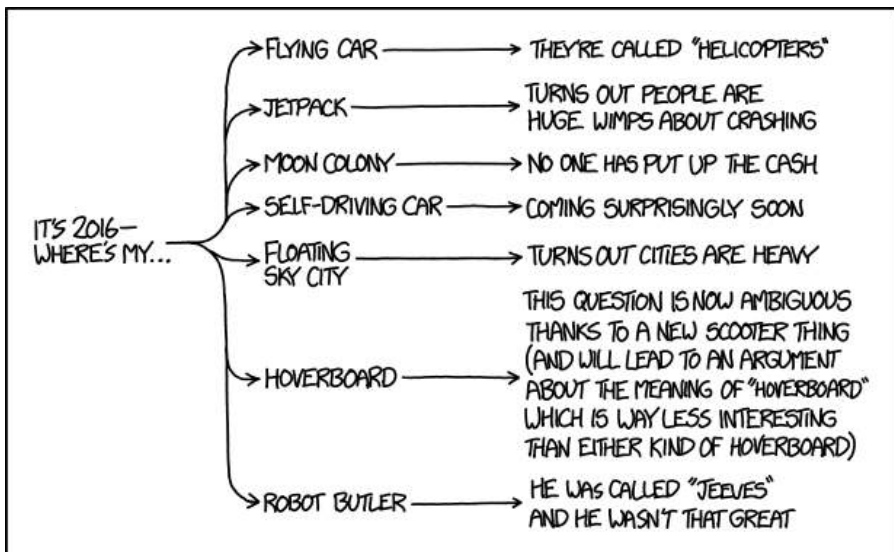 IT'S 2016—
WHERE'S MY...
FLYING CAR
THEY'RE CALLED "HELICOPTERS"
JETPACK
TURNS OUT PEOPLE ARE
HUGE WIMPS ABOUT CRASHING
MOON COLONY
NO ONE HAS PUT UP THE CASH
SELF-DRIVING CAR
COMING SURPRISINGLY SOON
FLOATING
SKY CITY
TURNS OUT CITIES ARE HEAVY
HOVERBOARD
THIS QUESTION IS NOW AMBIGUOUS
THANKS TO A NEW SCOOTER THING
(AND WILL LEAD TO AN ARGUMENT
ABOUT THE MEANING OF "HOVERBOARD"
WHICH IS WAY LESS INTERESTING
THAN EITHER KIND OF HOVERBOARD)
ROBOT BUTLER
HE WAS CALLED "JEEVES"
AND HE WASN'T THAT GREAT